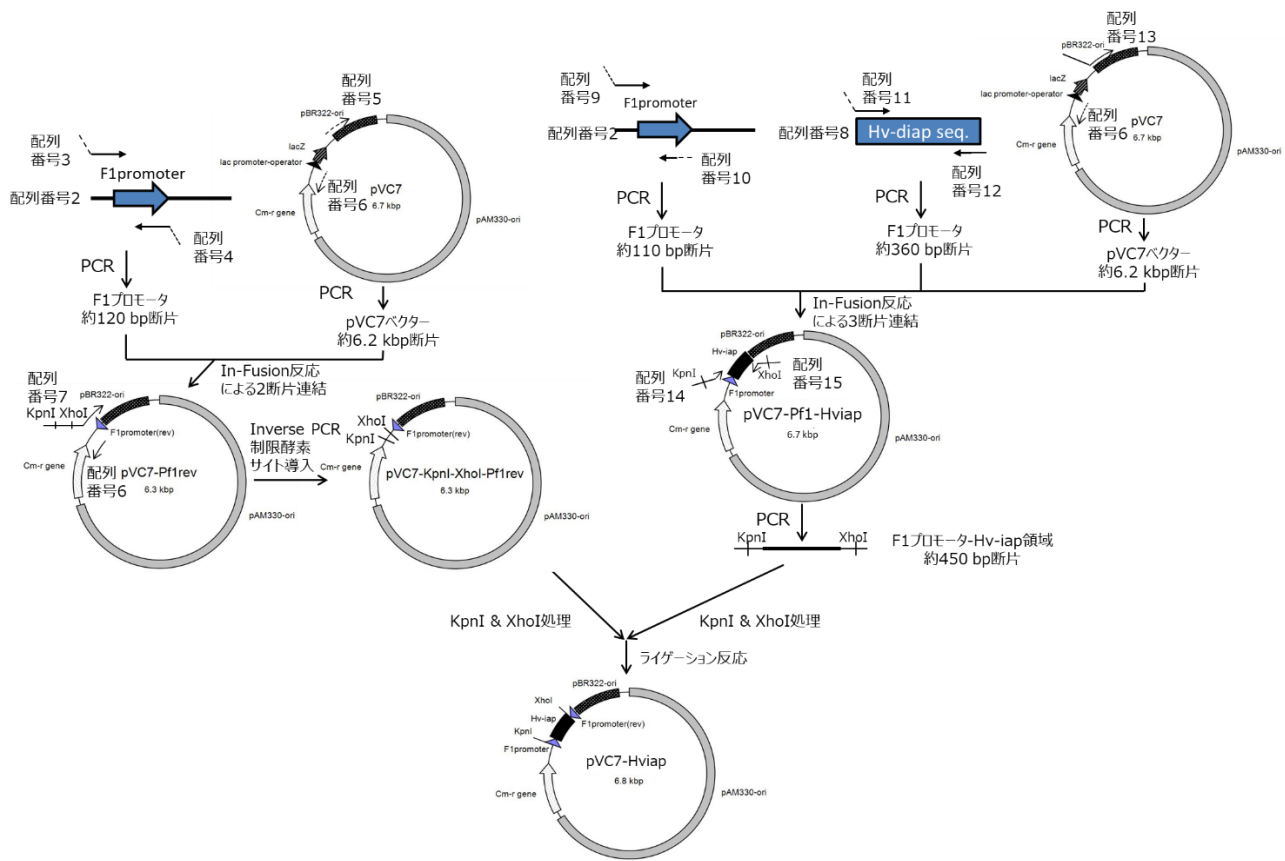 配列
番号3
F1promoter
配列番号2
配列
番号4
PCR
F1プロモータ
約120 bp断片
配列
番号5
pBR322-ori
lacZ
lac promoter-operator
配列
番号6
pVC7
6.7 kbp
Cm-r gene
pAM330-ori
PCR
pVC7ベクター
約6.2 kbp断片
In-Fusion反応
による2断片連結
配列
番号7
KpnI XhoI
pBR322-ori
F1promoter(rev)
Cm-r gene
配列
番号6
pVC7-Pf1rev
6.3 kbp
pAM330-ori
Inverse PCR
制限酵素
サイト導入
pBR322-ori
XhoI
KpnI
F1promoter(rev)
Cm-r gene
pVC7-KpnI-XhoI-Pf1rev
6.3 kbp
pAM330-ori
配列
番号9
F1promoter
配列番号2
配列
番号10
PCR
F1プロモータ
約110 bp断片
配列
番号11
配列番号8
Hv-diap seq.
配列
番号12
PCR
F1プロモータ
約360 bp断片
配列
番号13
pBR322-ori
lacZ
lac promoter-operator
配列
番号6
pVC7
6.7 kbp
Cm-r gene
pAM330-ori
PCR
pVC7ベクター
約6.2 kbp断片
In-Fusion反応
による3断片連結
pBR322-ori
Hv-iap
KpnI
XhoI
配列
番号14
配列
番号15
F1promoter
Cm-r gene
pVC7-Pf1-Hviap
6.7 kbp
pAM330-ori
PCR
KpnI
XhoI
F1プロモータ-Hv-iap領域
約450 bp断片
KpnI & XhoI処理
KpnI & XhoI処理
ライゲーション反応
pBR322-ori
XhoI
Hv-iap
F1promoter(rev)
KpnI
F1promoter
pVC7-Hviap
6.8 kbp
Cm-r gene
pAM330-ori